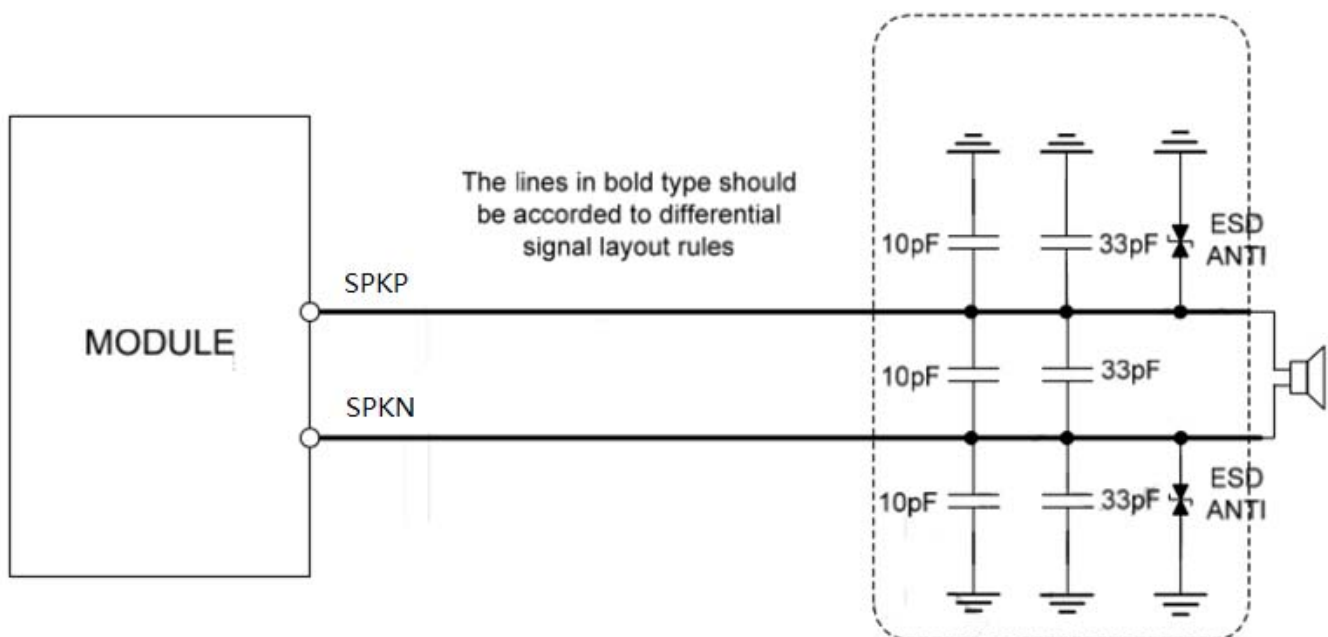 The lines in bold type should
be accorded to differential
signal layout rules
10pF
33pF
ESD
ANTI
SPKP
MODULE
10pF
33pF
SPKN
10pF
33pF
ESD
ANTI